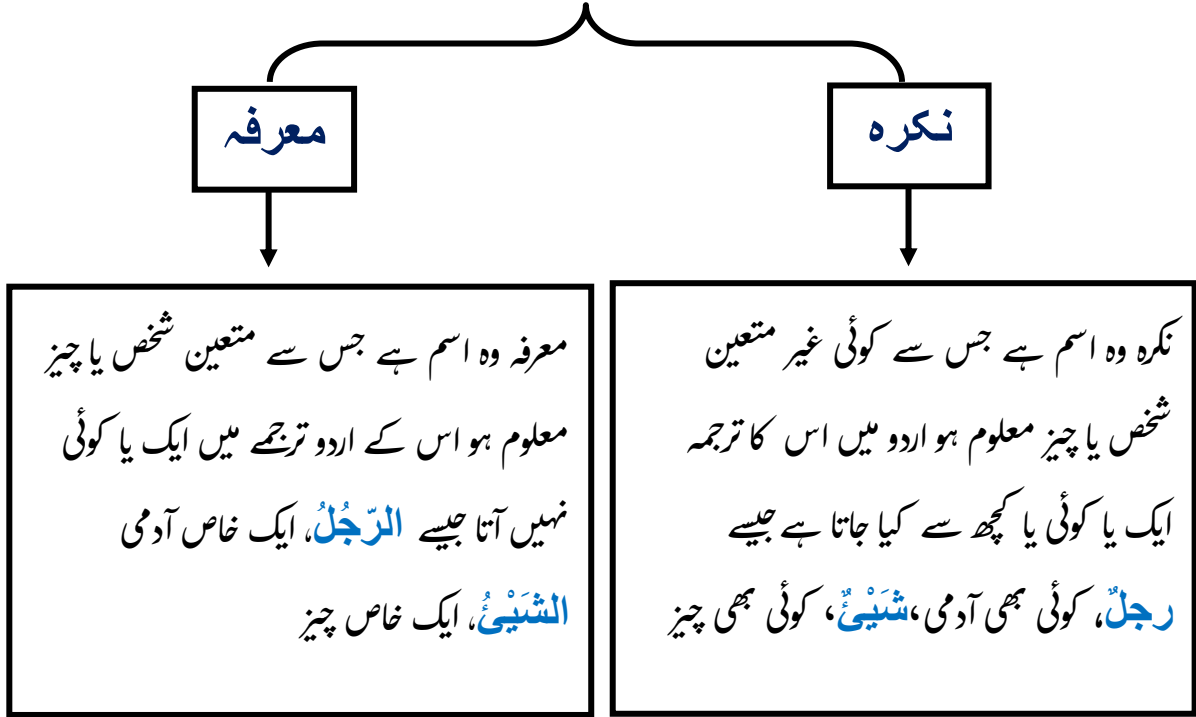 نکرہ
معرفہ
نکرہ وہ اسم ہے جس سے کوئی غیر متعین
شخص یا چیز معلوم ہو اردو میں اس کا ترجمہ
ایک یا کوئی یا کچھ سے کیا جاتا ہے جیسے
رجلٌ، کوئی بھی آدمی،شَیْئٌ، کوئی بھی چیز
معرفہ وہ اسم ہے جس سے متعین شخص یا چیز
معلوم ہو اس کے اردو ترجمے میں ایک یا کوئی
نہیں آتا جیسے الرّجُلُ، ایک خاص آدمی
الشَیْئُ، ایک خاص چیز